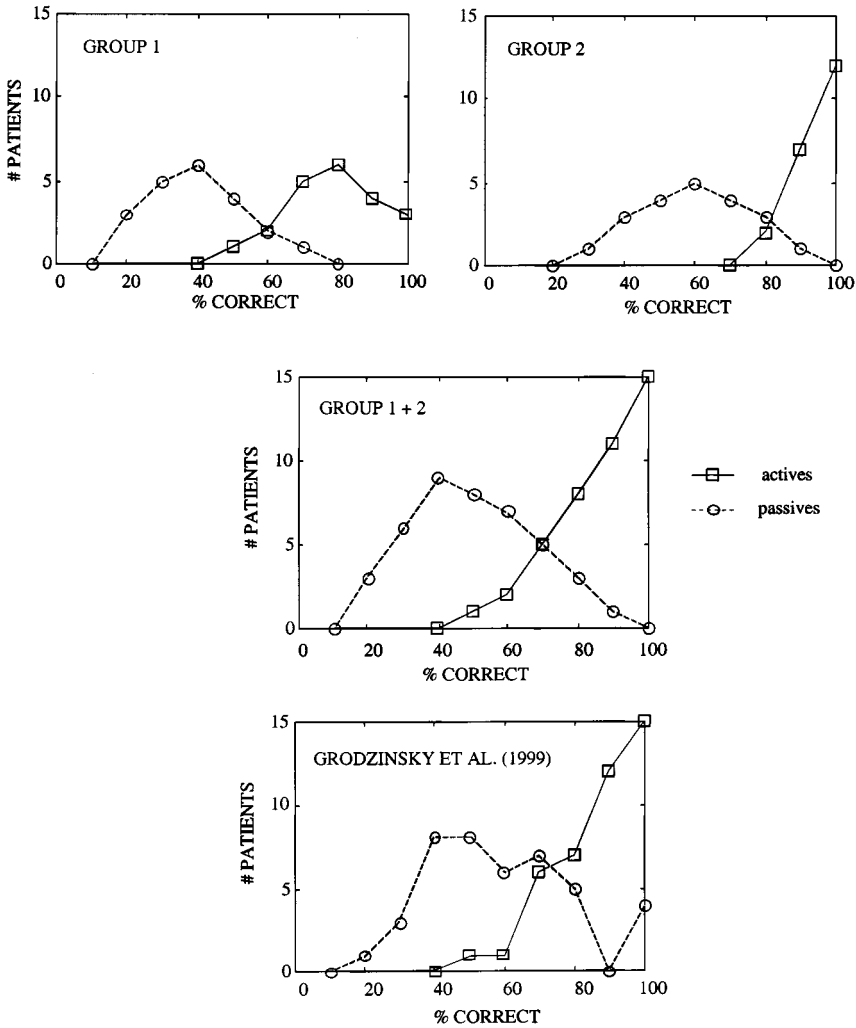 GROUP 1
# PATIENTS
15
10
5
0
0 20 40 60 80 100
% CORRECT
GROUP 2
15
10
5
0
0 20 40 60 80 100
% CORRECT
GROUP 1 + 2
# PATIENTS
15
10
5
0
0 20 40 60 80 100
% CORRECT
actives
passives
GRODZINSKY ET AL. (1999)
# PATIENTS
15
10
5
0
0 20 40 60 80 100
% CORRECT